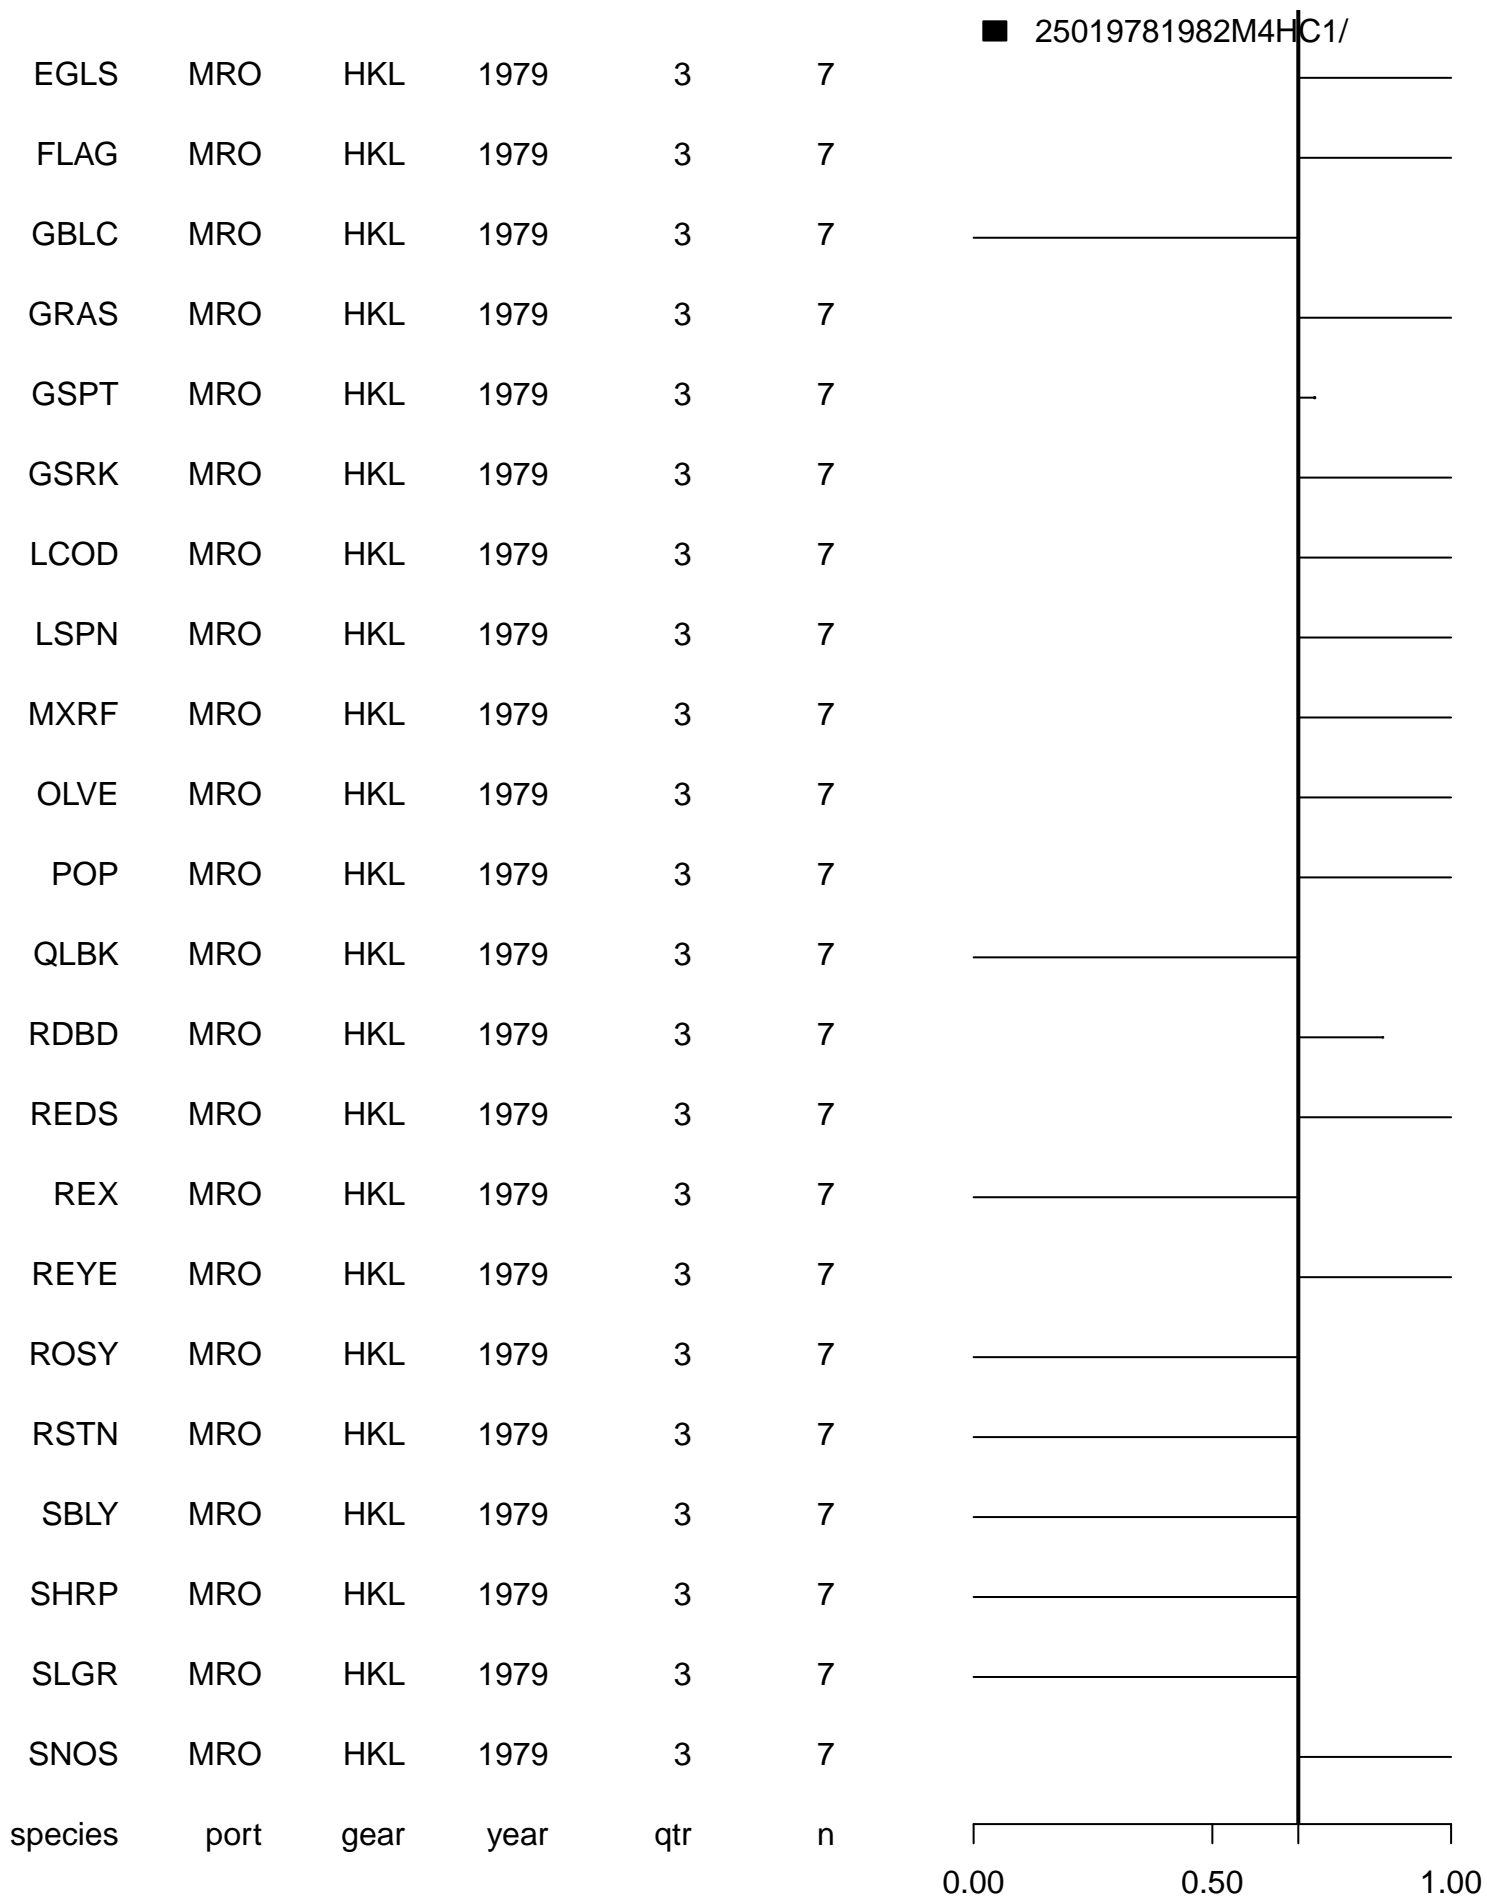 25019781982M4HC1/
EGLS MRO HKL 1979 3 7
FLAG MRO HKL 1979 3 7
GBLC MRO HKL 1979 3 7
GRAS MRO HKL 1979 3 7
GSPT MRO HKL 1979 3 7
GSRK MRO HKL 1979 3 7
LCOD MRO HKL 1979 3 7
LSPN MRO HKL 1979 3 7
MXRF MRO HKL 1979 3 7
OLVE MRO HKL 1979 3 7
POP MRO HKL 1979 3 7
QLBK MRO HKL 1979 3 7
RDBD MRO HKL 1979 3 7
REDS MRO HKL 1979 3 7
REX MRO HKL 1979 3 7
REYE MRO HKL 1979 3 7
ROSY MRO HKL 1979 3 7
RSTN MRO HKL 1979 3 7
SBLY MRO HKL 1979 3 7
SHRP MRO HKL 1979 3 7
SLGR MRO HKL 1979 3 7
SNOS MRO HKL 1979 3 7
species port gear year qtr n
0.00 0.50 1.00